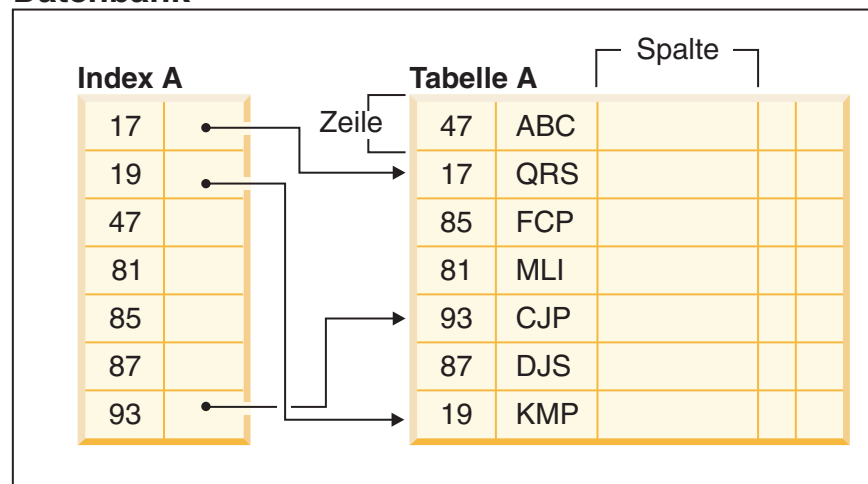 Spalte
Index A
Tabelle A
Zeile
17
19
47
81
85
87
93
47 ABC
17 QRS
85 FCP
81 MLI
93 CJP
87 DJS
19 KMP